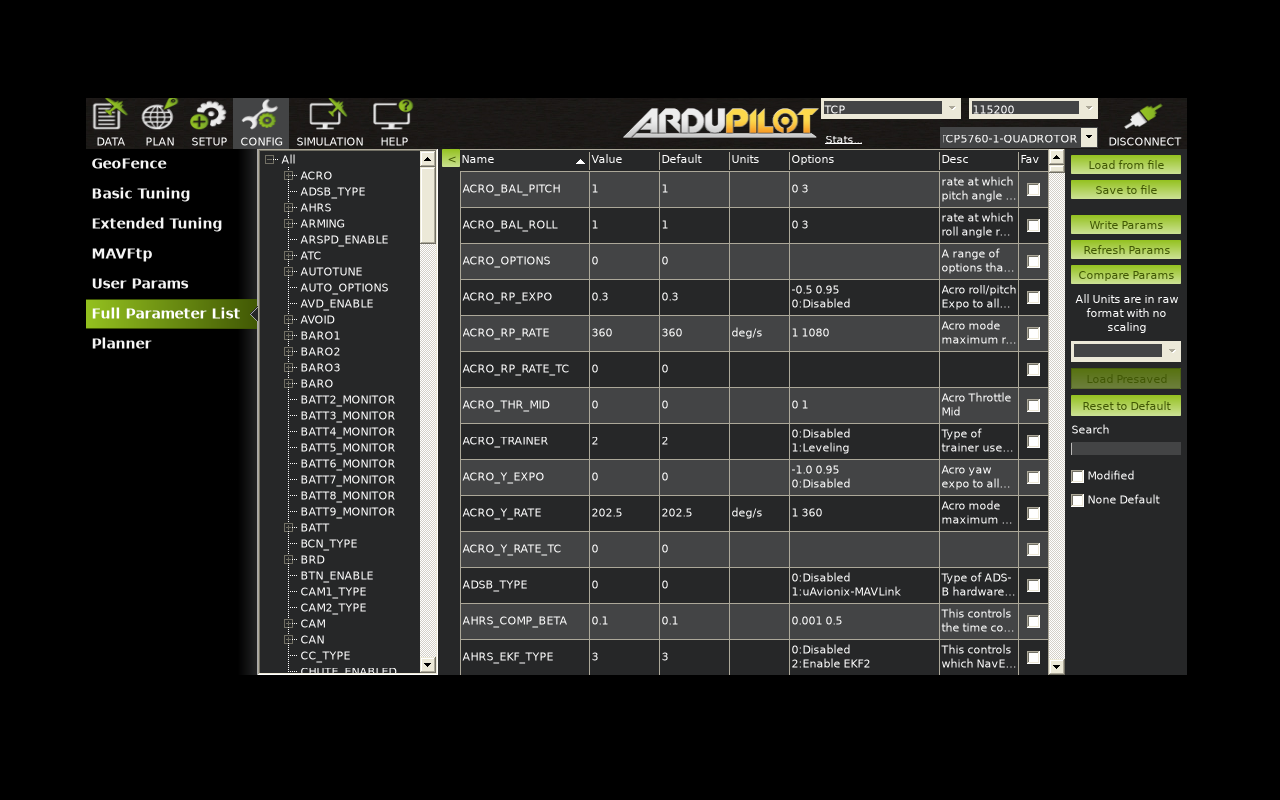 DATA PLAN SETUP CONFIG SIMULATION HELP
ARDUPILOT
TCP 115200
Stats...
TCP5760-1-QUADROTOR
DISCONNECT
GeoFence
Basic Tuning
Extended Tuning
MAVFtp
User Params
Full Parameter List
Planner
All
ACRO
ADSB_TYPE
AHRS
ARMING
ARSPD_ENABLE
ATC
AUTOTUNE
AUTO_OPTIONS
AVD_ENABLE
AVOID
BARO1
BARO2
BARO3
BARO
BATT2_MONITOR
BATT3_MONITOR
BATT4_MONITOR
BATT5_MONITOR
BATT6_MONITOR
BATT7_MONITOR
BATT8_MONITOR
BATT9_MONITOR
BATT
BCN_TYPE
BRD
BTN_ENABLE
CAM1_TYPE
CAM2_TYPE
CAM
CAN
CC_TYPE
CHUTE_ENABLED
< Name Value Default Units Options Desc Fav
ACRO_BAL_PITCH 1 1 0 3 rate at which
pitch angle ...
ACRO_BAL_ROLL 1 1 0 3 rate at which
roll angle r...
ACRO_OPTIONS 0 0 A range of
options tha...
ACRO_RP_EXPO 0.3 0.3 -0.5 0.95 Acro roll/pitch
0:Disabled Expo to all...
ACRO_RP_RATE 360 360 deg/s 1 1080 Acro mode
maximum r...
ACRO_RP_RATE_TC 0 0
ACRO_THR_MID 0 0 0 1 Acro Throttle
Mid
ACRO_TRAINER 2 2 0:Disabled Type of
1:Leveling trainer use...
ACRO_Y_EXPO 0 0 -1.0 0.95 Acro yaw
0:Disabled expo to all...
ACRO_Y_RATE 202.5 202.5 deg/s 1 360 Acro mode
maximum ...
ACRO_Y_RATE_TC 0 0
ADSB_TYPE 0 0 0:Disabled Type of ADS-
1:uAvionix-MAVLink B hardware...
AHRS_COMP_BETA 0.1 0.1 0.001 0.5 This controls
the time co...
AHRS_EKF_TYPE 3 3 0:Disabled This controls
2:Enable EKF2 which NavE...
Load from file
Save to file
Write Params
Refresh Params
Compare Params
All Units are in raw
format with no
scaling
Load Presaved
Reset to Default
Search
Modified
None Default